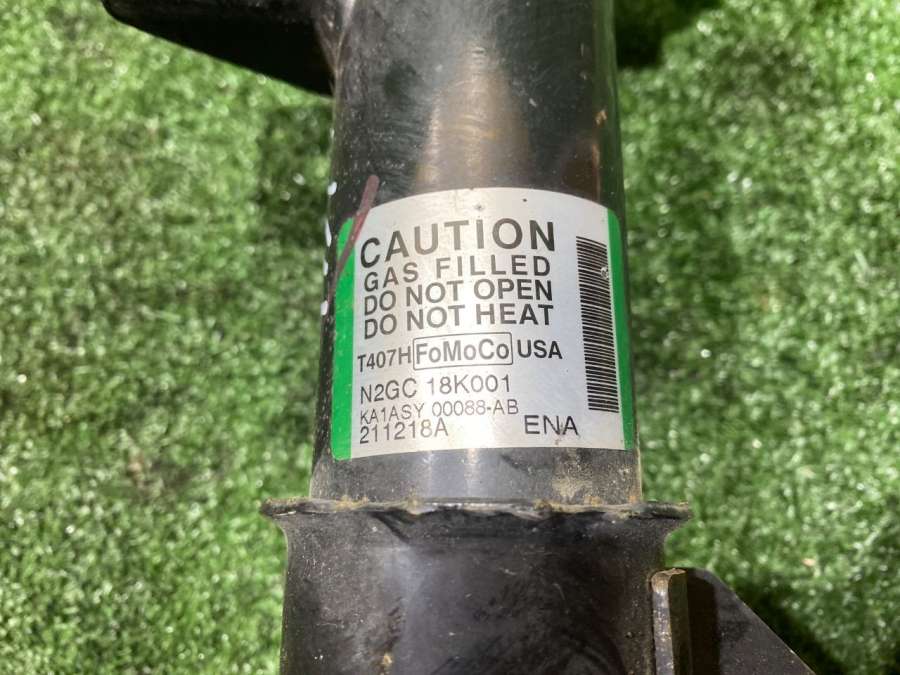 CAUTION
GAS FILLED
DO NOT OPEN
DO NOT HEAT
T407H FoMoCo USA
N2GC 18K001
KA1ASY 00088-AB
211218A ENA